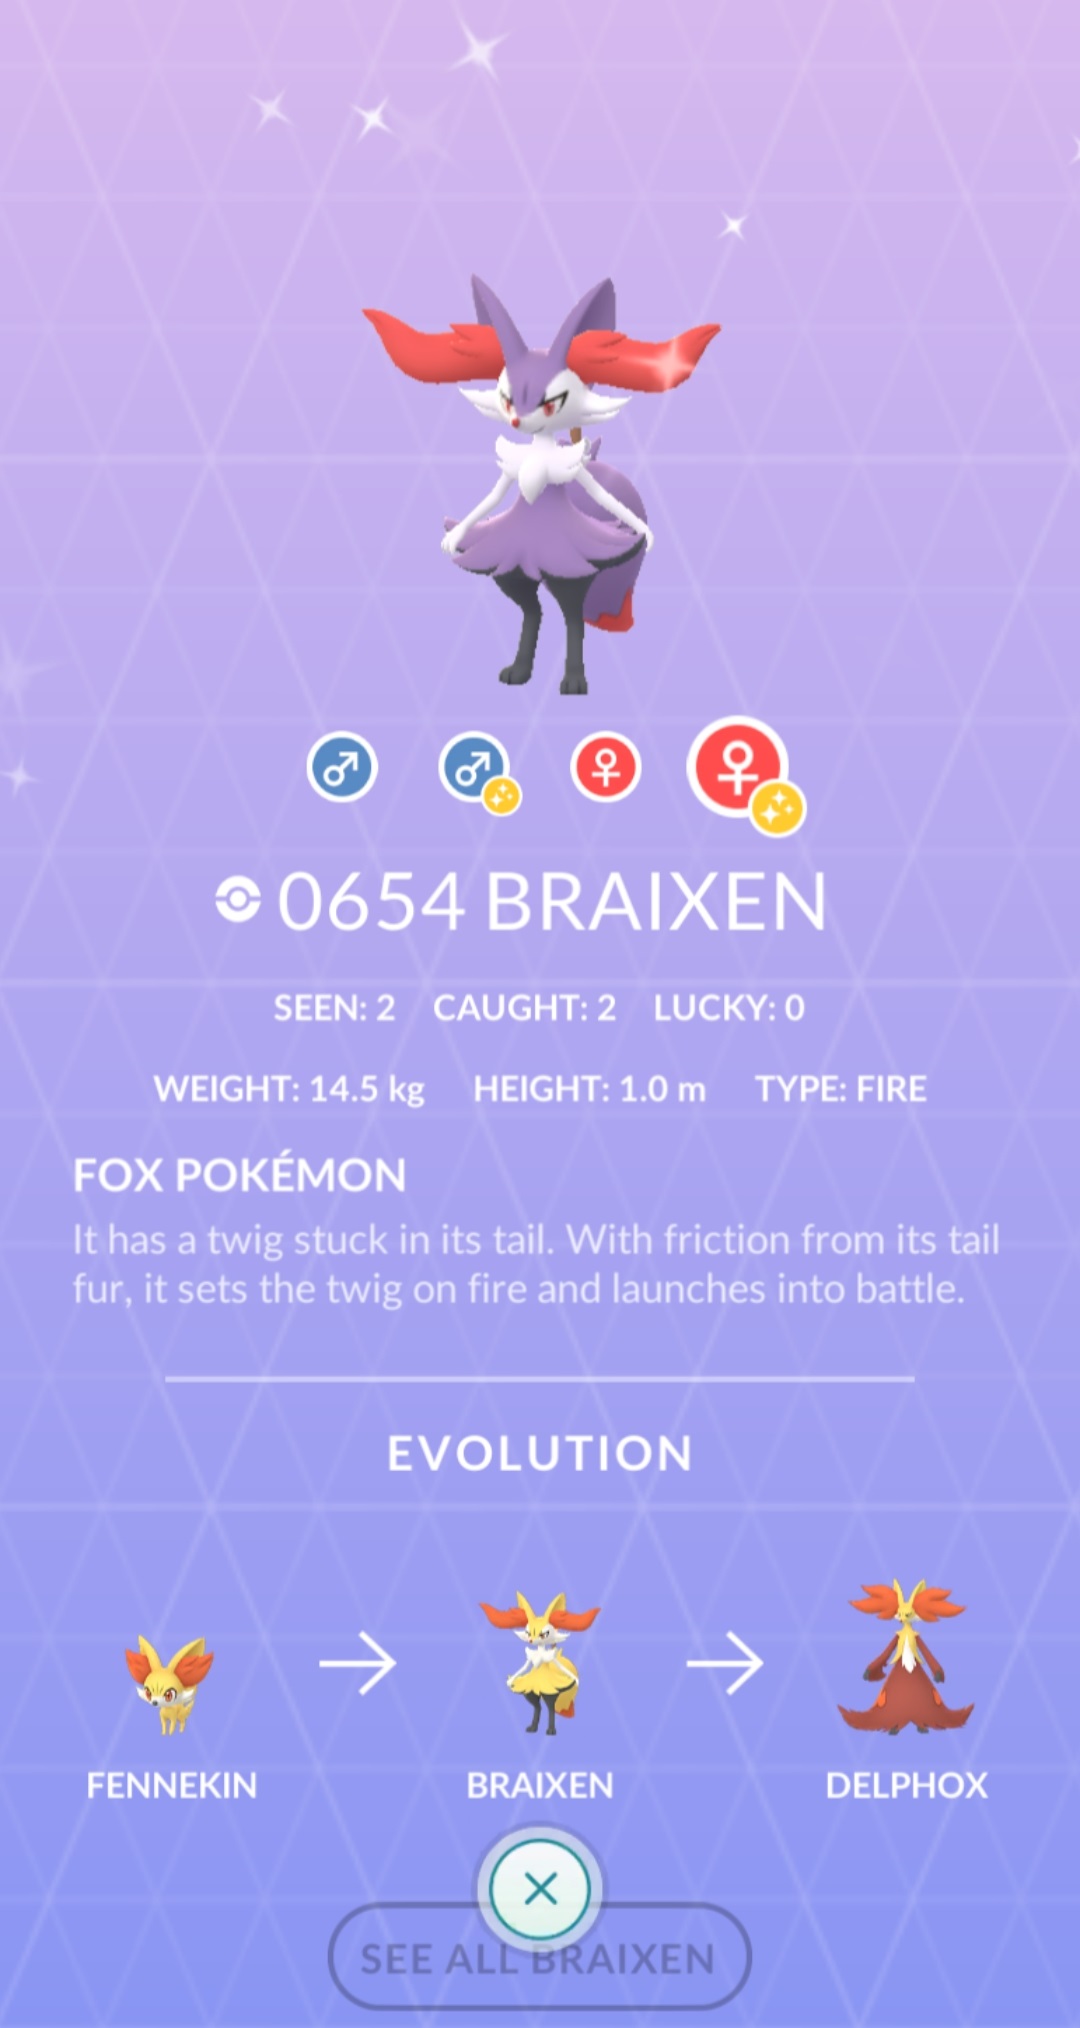 0654 BRAIXEN
SEEN: 2 CAUGHT: 2 LUCKY: 0
WEIGHT: 14.5 kg HEIGHT: 1.0 m TYPE: FIRE
FOX POKÉMON
It has a twig stuck in its tail. With friction from its tail
fur, it sets the twig on fire and launches into battle.
EVOLUTION
FENNEKIN BRAIXEN DELPHOX
SEE ALL BRAIXEN